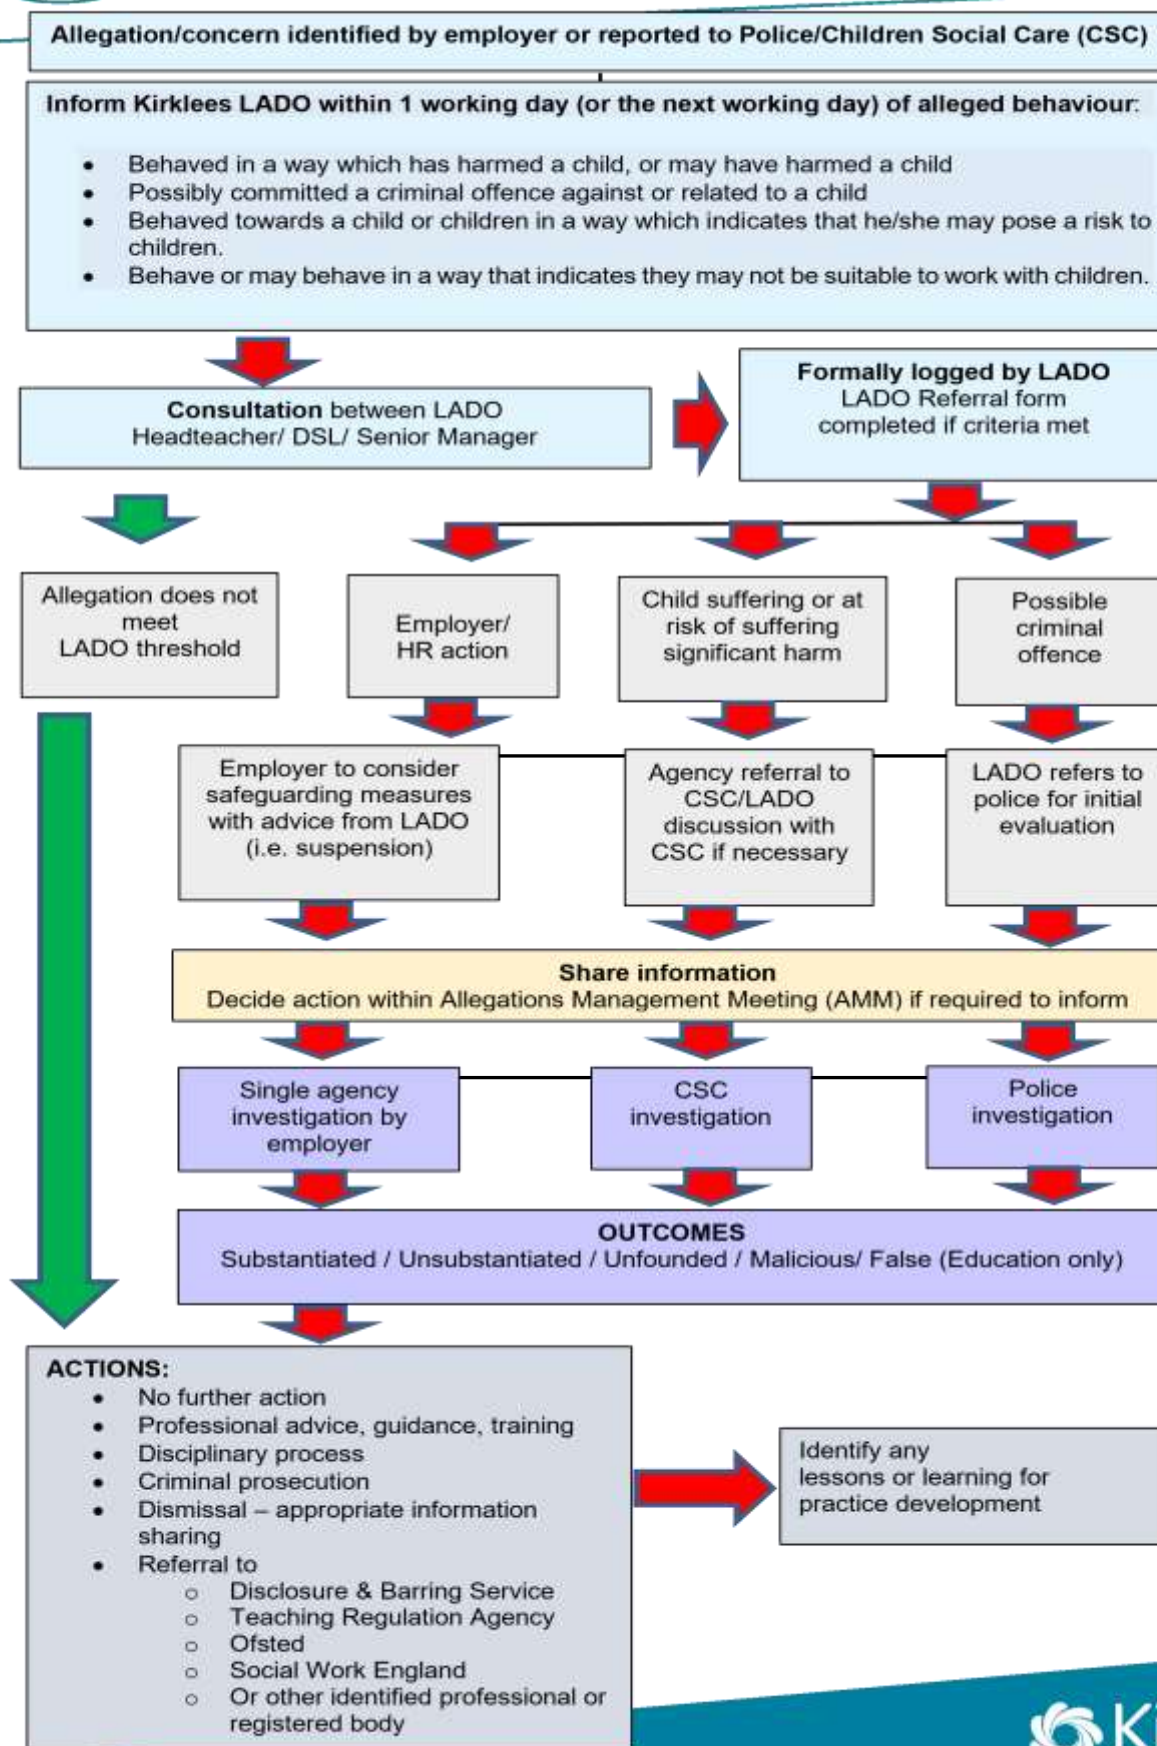 Allegation/concern identified by employer or reported to Police/Children Social Care (CSC)
Inform Kirklees LADO within 1 working day (or the next working day) of alleged behaviour:
• Behaved in a way which has harmed a child, or may have harmed a child
• Possibly committed a criminal offence against or related to a child
• Behaved towards a child or children in a way which indicates that he/she may pose a risk to
children.
• Behave or may behave in a way that indicates they may not be suitable to work with children.
Consultation between LADO
Headteacher/ DSL/ Senior Manager
Formally logged by LADO
LADO Referral form
completed if criteria met
Allegation does not
meet
LADO threshold
Employer/
HR action
Child suffering or at
risk of suffering
significant harm
Possible
criminal
offence
Employer to consider
safeguarding measures
with advice from LADO
(i.e. suspension)
Agency referral to
CSC/LADO
discussion with
CSC if necessary
LADO refers to
police for initial
evaluation
Share information
Decide action within Allegations Management Meeting (AMM) if required to inform
Single agency
investigation by
employer
CSC
investigation
Police
investigation
OUTCOMES
Substantiated / Unsubstantiated / Unfounded / Malicious/ False (Education only)
ACTIONS:
• No further action
• Professional advice, guidance, training
• Disciplinary process
• Criminal prosecution
• Dismissal – appropriate information
sharing
• Referral to
o Disclosure & Barring Service
o Teaching Regulation Agency
o Ofsted
o Social Work England
o Or other identified professional or
registered body
Identify any
lessons or learning for
practice development
Ki